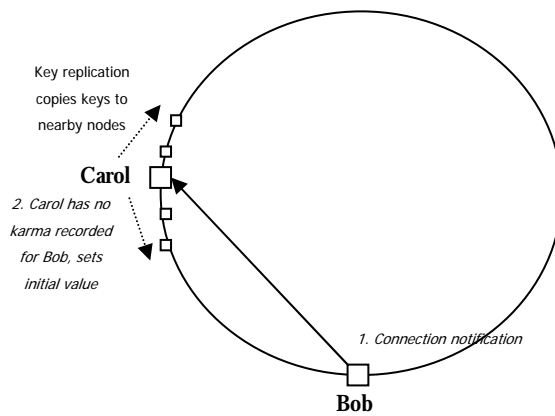 Key replication
copies keys to
nearby nodes
Carol
2. Carol has no
karma recorded
for Bob, sets
initial value
1. Connection notification
Bob